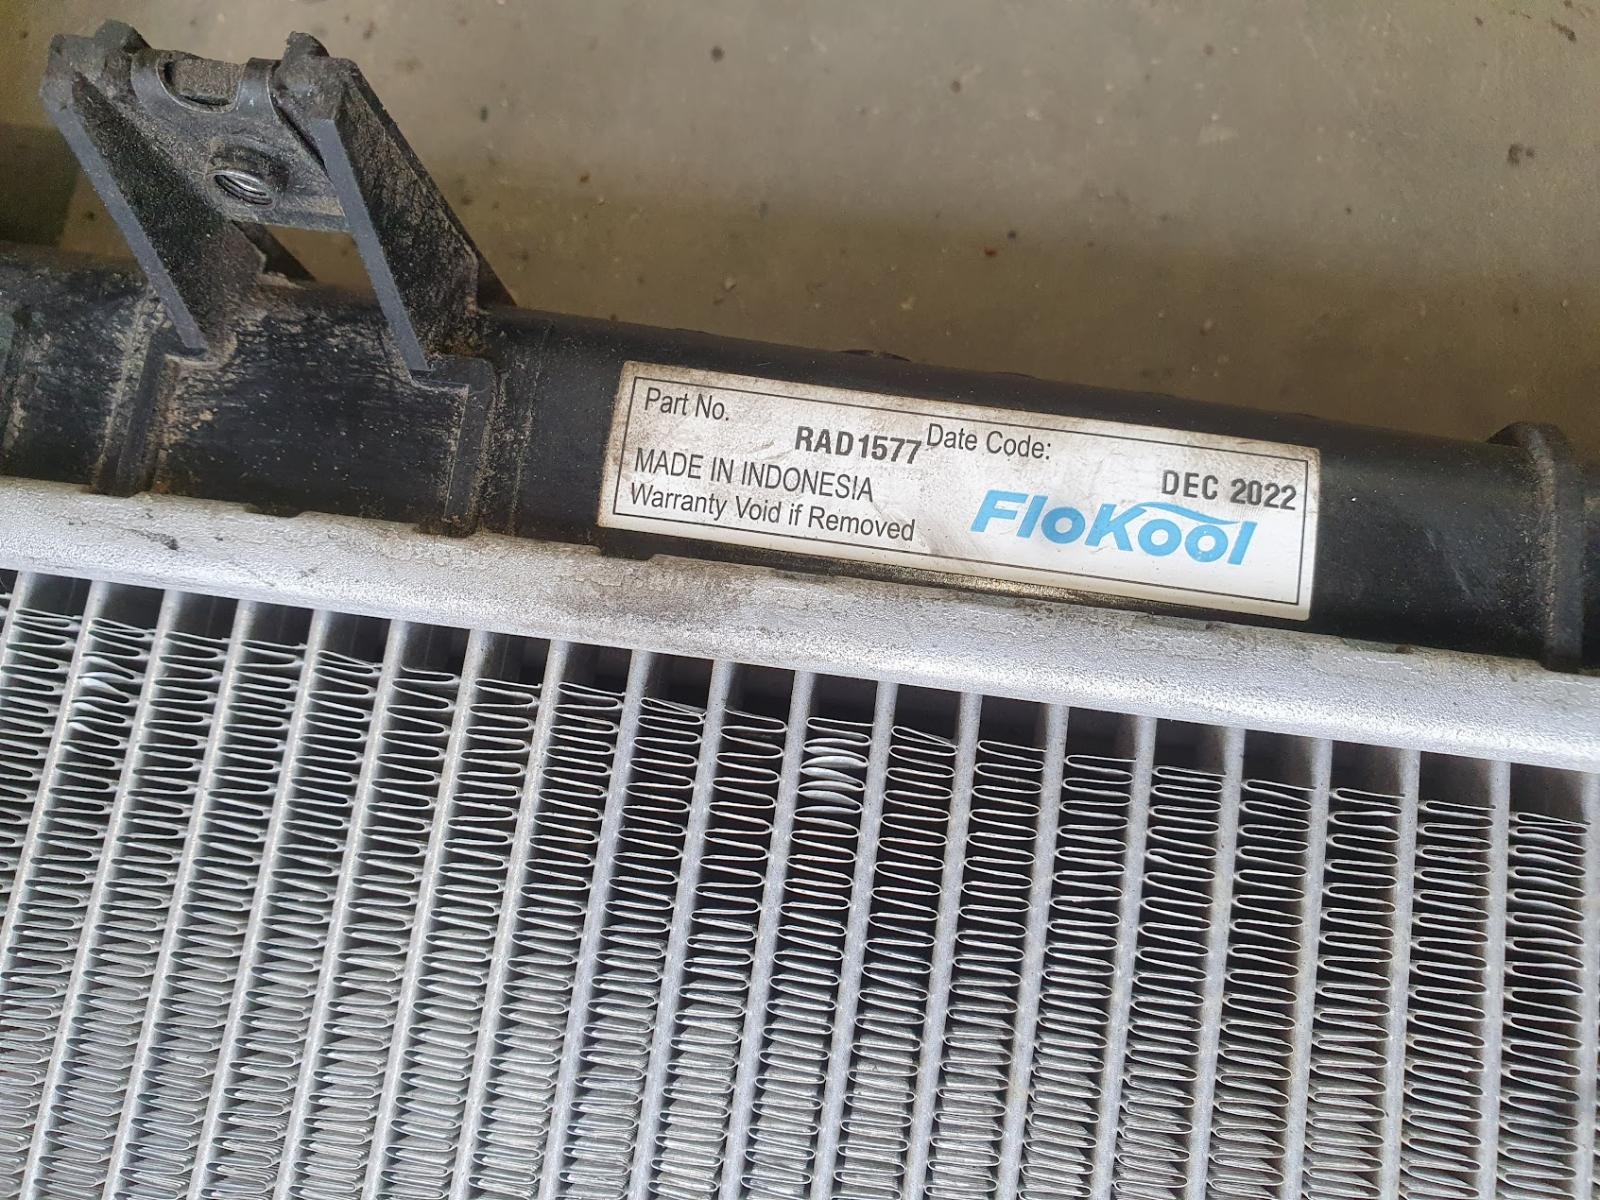 Part No.
RAD1577
Date Code:
DEC 2022
MADE IN INDONESIA
Warranty Void if Removed
FloKool